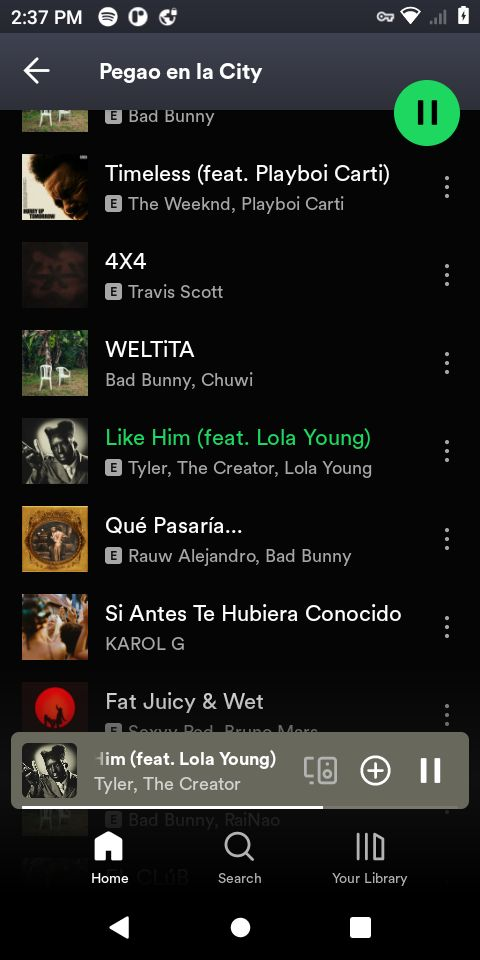 2:37 PM
Pegao en la City
E Bad Bunny
Timeless (feat. Playboi Carti)
E The Weeknd, Playboi Carti
4X4
E Travis Scott
WELTiTA
Bad Bunny, Chuwi
Like Him (feat. Lola Young)
E Tyler, The Creator, Lola Young
Qué Pasaría...
E Rauw Alejandro, Bad Bunny
Si Antes Te Hubiera Conocido
KAROL G
Fat Juicy & Wet
E Sexyy Red, Bruno Mars
Him (feat. Lola Young)
Tyler, The Creator
E Bad Bunny, RaiNao
EL CLúB
Home
Search
Your Library